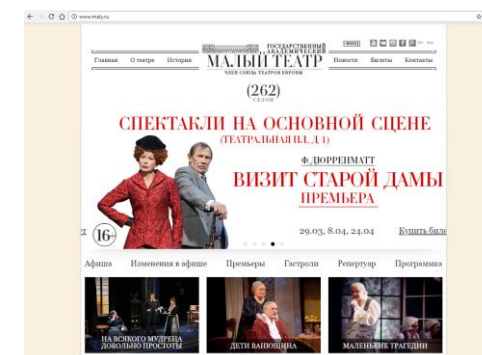 www.maly.ru
ГОСУДАРСТВЕННЫЙ
АКАДЕМИЧЕСКИЙ
МАЛЫЙ ТЕАТР
ЧЛЕН СОЮЗА ТЕАТРОВ ЕВРОПЫ
Главная О театре История Новости Билеты Контакты
(262)
СЕЗОН
СПЕКТАКЛИ НА ОСНОВНОЙ СЦЕНЕ
(ТЕАТРАЛЬНАЯ ПЛ., Д. 1)
Ф. ДЮРРЕНМАТТ
ВИЗИТ СТАРОЙ ДАМЫ
ПРЕМЬЕРА
16+
29.03, 8.04, 24.04 Купить биле
Афиша Изменения в афише Премьеры Гастроли Репертуар Программка
НА ВСЯКОГО МУДРЕЦА
ДОВОЛЬНО ПРОСТОТЫ
ДЕТИ ВАНЮШИНА
МАЛЕНЬКИЕ ТРАГЕДИИ